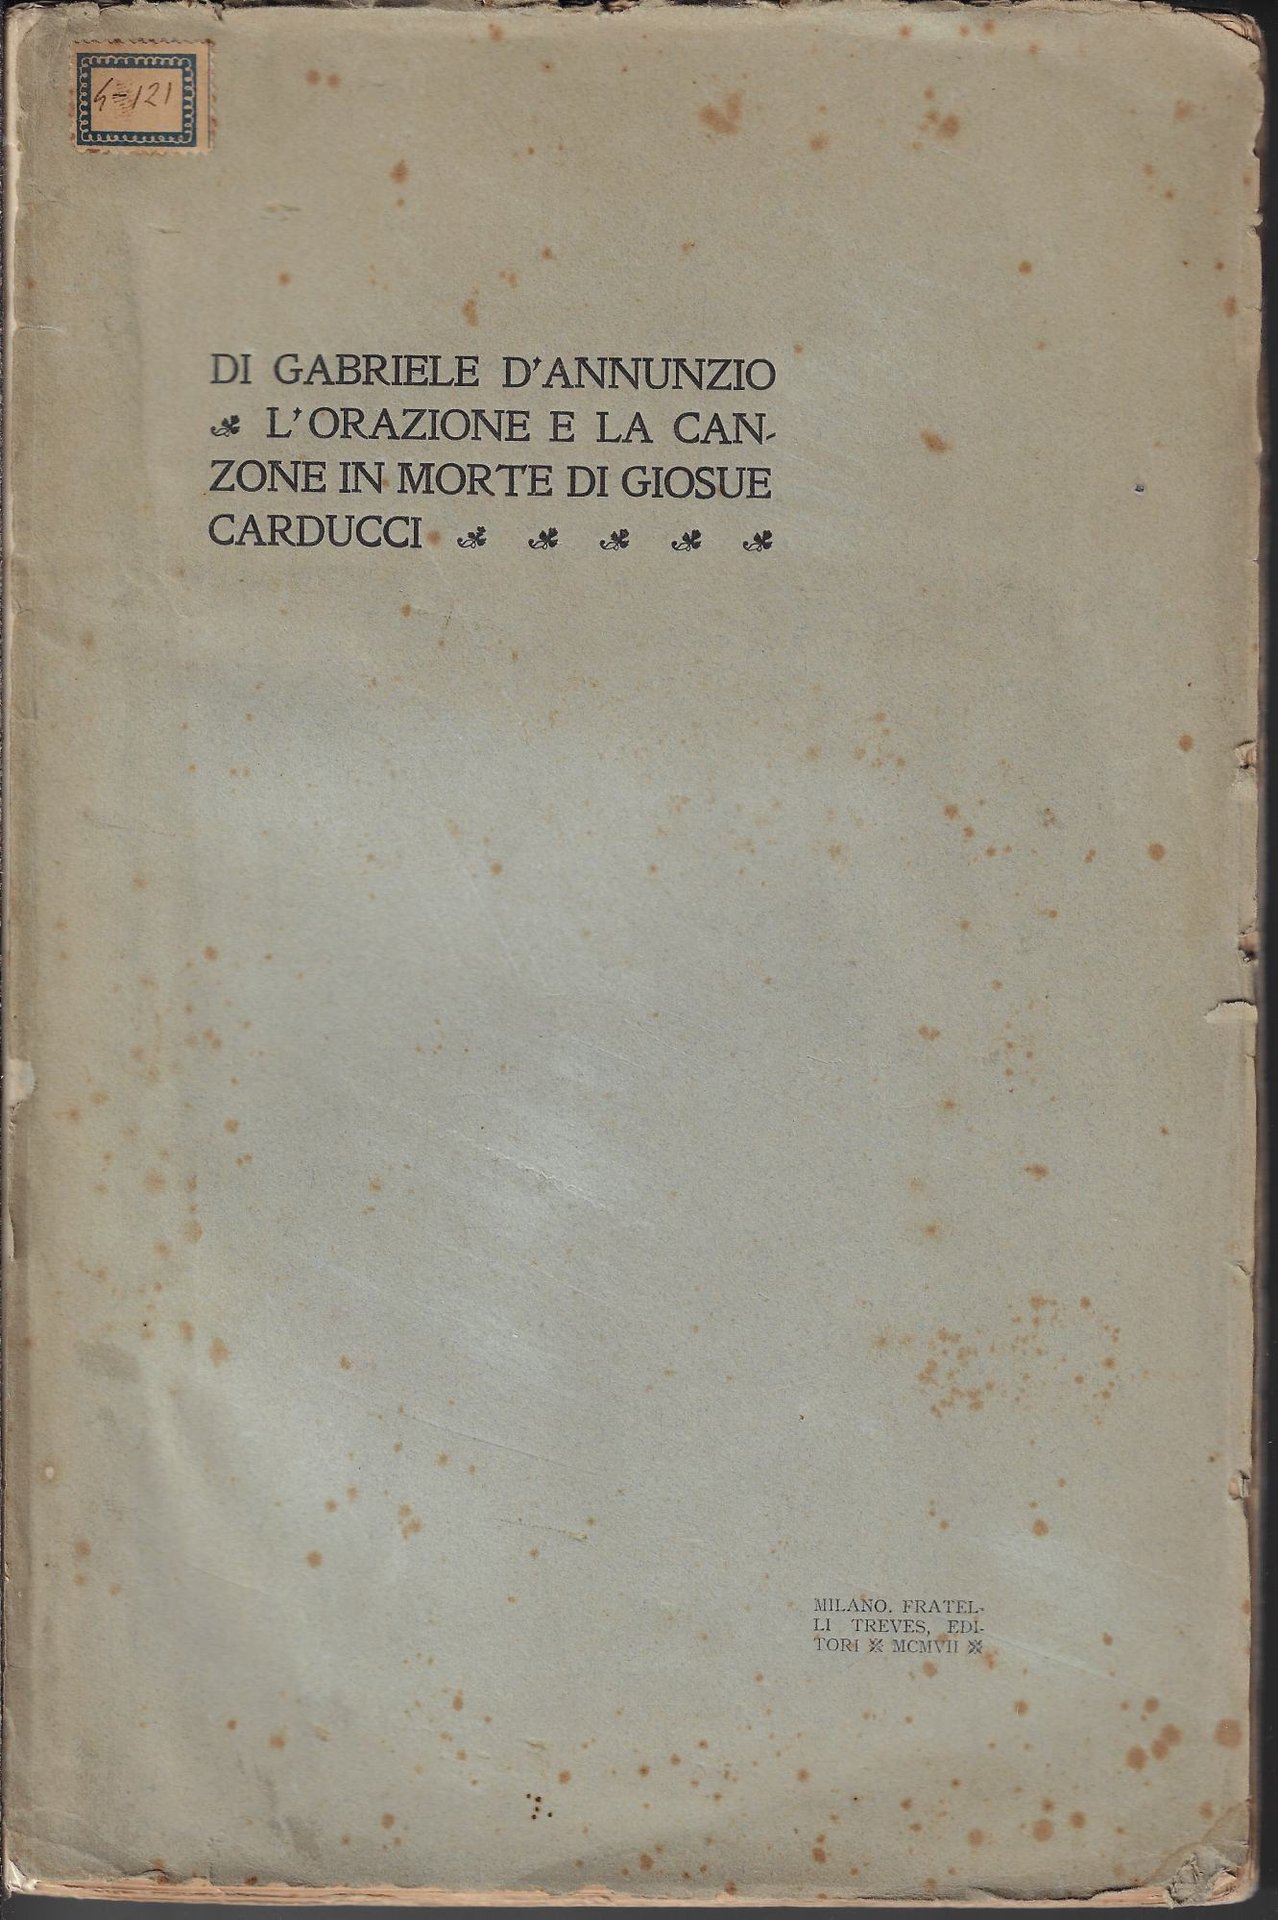 4-121
DI GABRIELE D'ANNUNZIO
L'ORAZIONE E LA CAN-
ZONE IN MORTE DI GIOSUE
CARDUCCI
MILANO. FRATEL-
LI TREVES, EDI-
TORI MCMVII